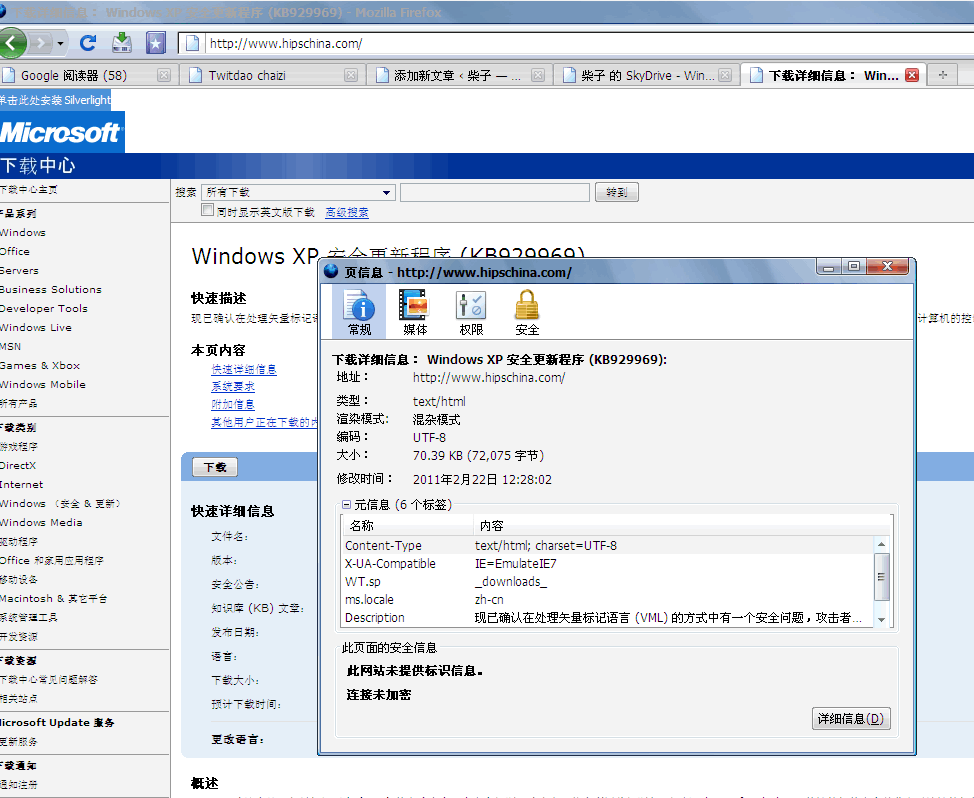 下载详细信息： Windows XP 安全更新程序 (KB929969) - Mozilla Firefox
http://www.hipschina.com/
Google 阅读器 (58)
Twitdao chaizi
添加新文章 ‹ 柴子 — ...
柴子 的 SkyDrive - Win...
下载详细信息： Win...
单击此处安装 Silverlight
Microsoft
下载中心
下载中心主页
搜索 所有下载 转到
同时显示英文版下载 高级搜索
产品系列
Windows
Office
Servers
Business Solutions
Developer Tools
Windows Live
MSN
Games & Xbox
Windows Mobile
所有产品
下载类别
游戏程序
DirectX
Internet
Windows （安全 & 更新）
Windows Media
驱动程序
Office 和家用应用程序
移动设备
Macintosh & 其它平台
系统管理工具
开发资源
下载资源
下载中心常见问题解答
相关站点
Microsoft Update 服务
更新服务
下载通知
通知注册
Windows XP 安全更新程序 (KB929969)
快速描述
现已确认在处理矢量标记语
计算机的控
本页内容
快速详细信息
系统要求
附加信息
其他用户正在下载的内
下载
快速详细信息
文件名:
版本:
安全公告:
知识库 (KB) 文章:
发布日期:
语言:
下载大小:
预计下载时间:
更改语言:
概述
页信息 - http://www.hipschina.com/
常规 媒体 权限 安全
下载详细信息： Windows XP 安全更新程序 (KB929969):
地址： http://www.hipschina.com/
类型： text/html
渲染模式: 混杂模式
编码： UTF-8
大小： 70.39 KB (72,075 字节)
修改时间： 2011年2月22日 12:28:02
元信息 (6 个标签)
名称 内容
Content-Type text/html; charset=UTF-8
X-UA-Compatible IE=EmulateIE7
WT.sp _downloads_
ms.locale zh-cn
Description 现已确认在处理矢量标记语言 (VML) 的方式中有一个安全问题，攻击者...
此页面的安全信息
此网站未提供标识信息。
连接未加密
详细信息(D)